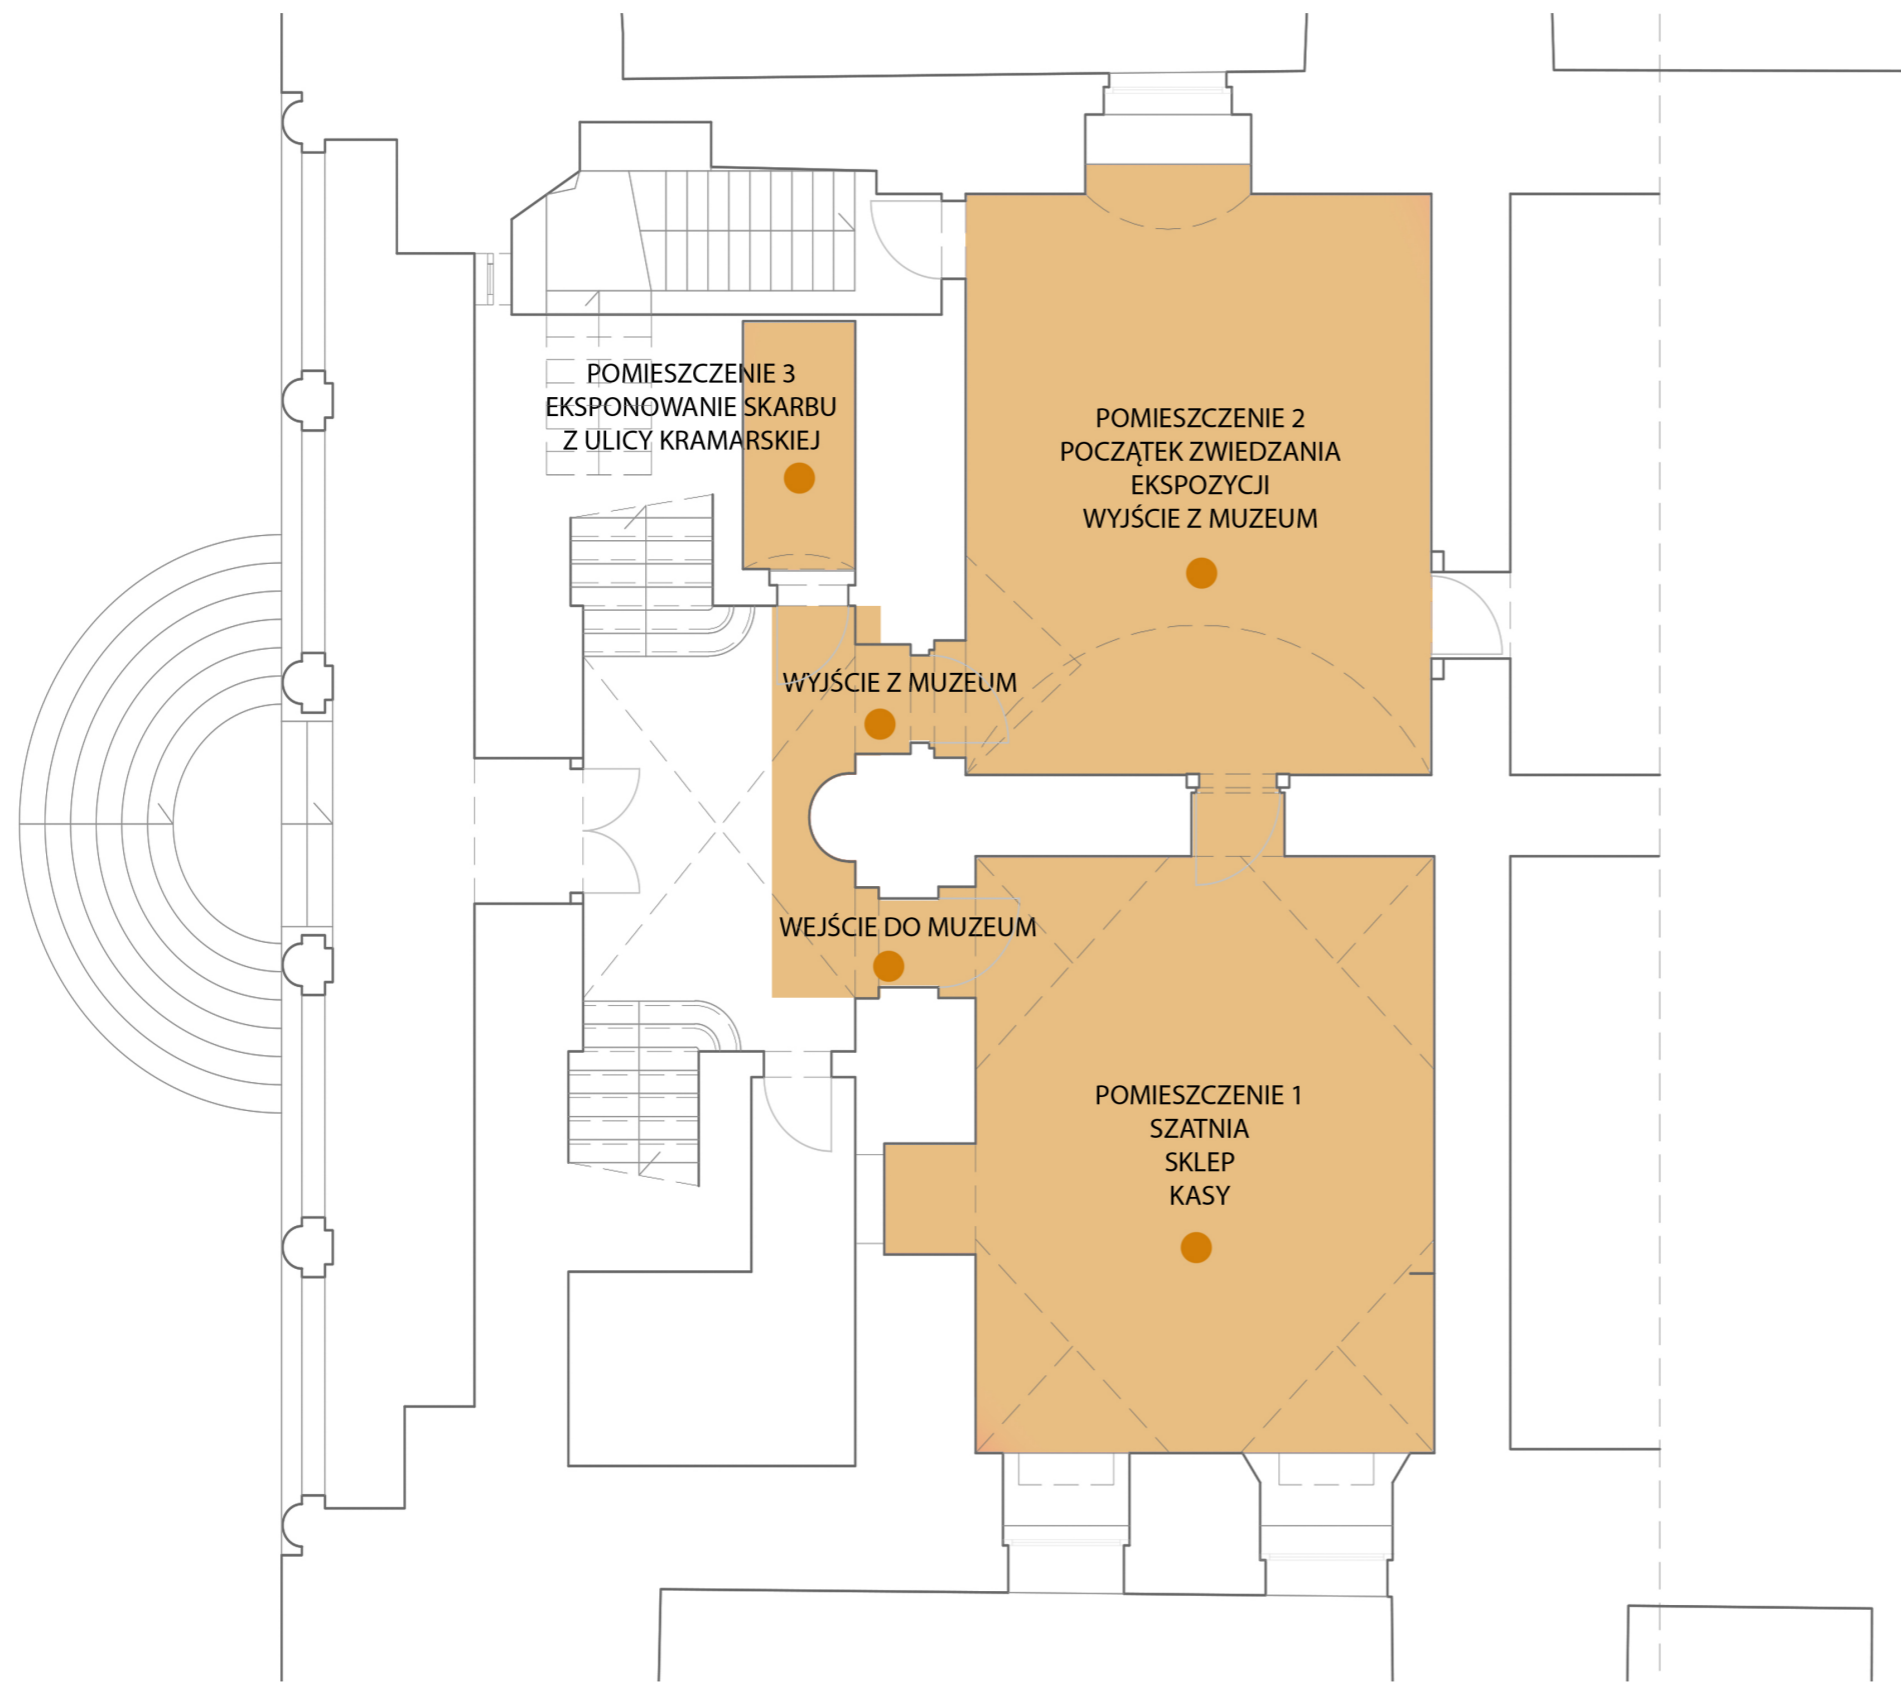 POMIESZCZENIE 3
EKSPONOWANIE SKARBU
Z ULICY KRAMARSKIEJ
POMIESZCZENIE 2
POCZĄTEK ZWIEDZANIA
EKSPOZYCJI
WYJŚCIE Z MUZEUM
WYJŚCIE Z MUZEUM
WEJŚCIE DO MUZEUM
POMIESZCZENIE 1
SZATNIA
SKLEP
KASY